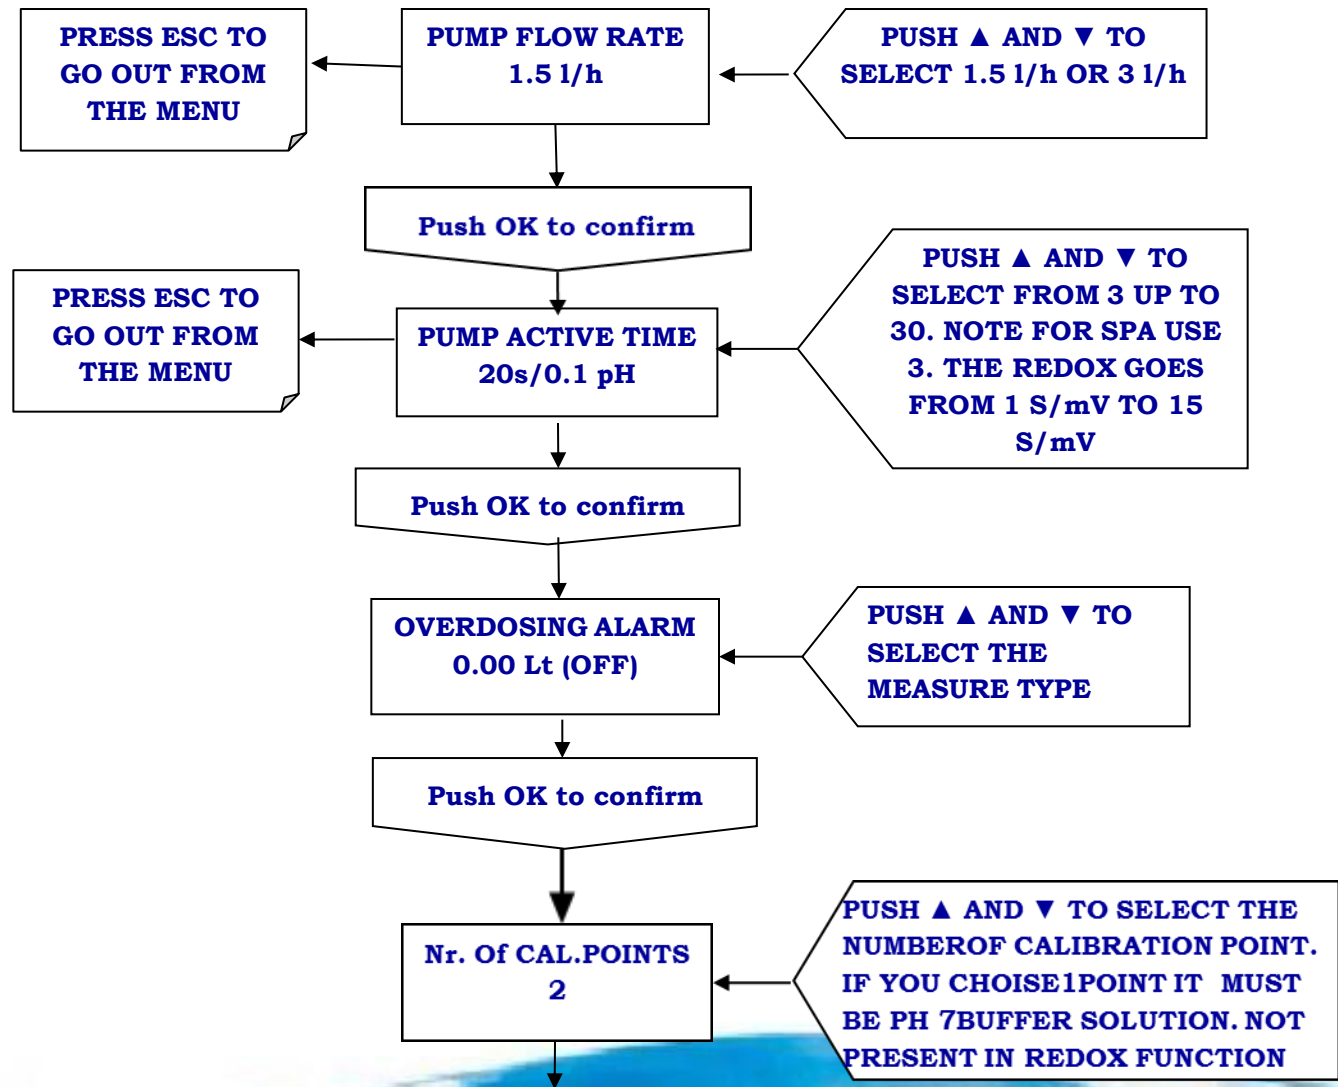 PRESS ESC TO
GO OUT FROM
THE MENU
PUMP FLOW RATE
1.5 l/h
PUSH ▲ AND ▼ TO
SELECT 1.5 l/h OR 3 l/h
Push OK to confirm
PRESS ESC TO
GO OUT FROM
THE MENU
PUMP ACTIVE TIME
20s/0.1 pH
PUSH ▲ AND ▼ TO
SELECT FROM 3 UP TO
30. NOTE FOR SPA USE
3. THE REDOX GOES
FROM 1 S/mV TO 15
S/mV
Push OK to confirm
OVERDOSING ALARM
0.00 Lt (OFF)
PUSH ▲ AND ▼ TO
SELECT THE
MEASURE TYPE
Push OK to confirm
Nr. Of CAL.POINTS
2
PUSH ▲ AND ▼ TO SELECT THE
NUMBEROF CALIBRATION POINT.
IF YOU CHOISE1POINT IT MUST
BE PH 7BUFFER SOLUTION. NOT
PRESENT IN REDOX FUNCTION